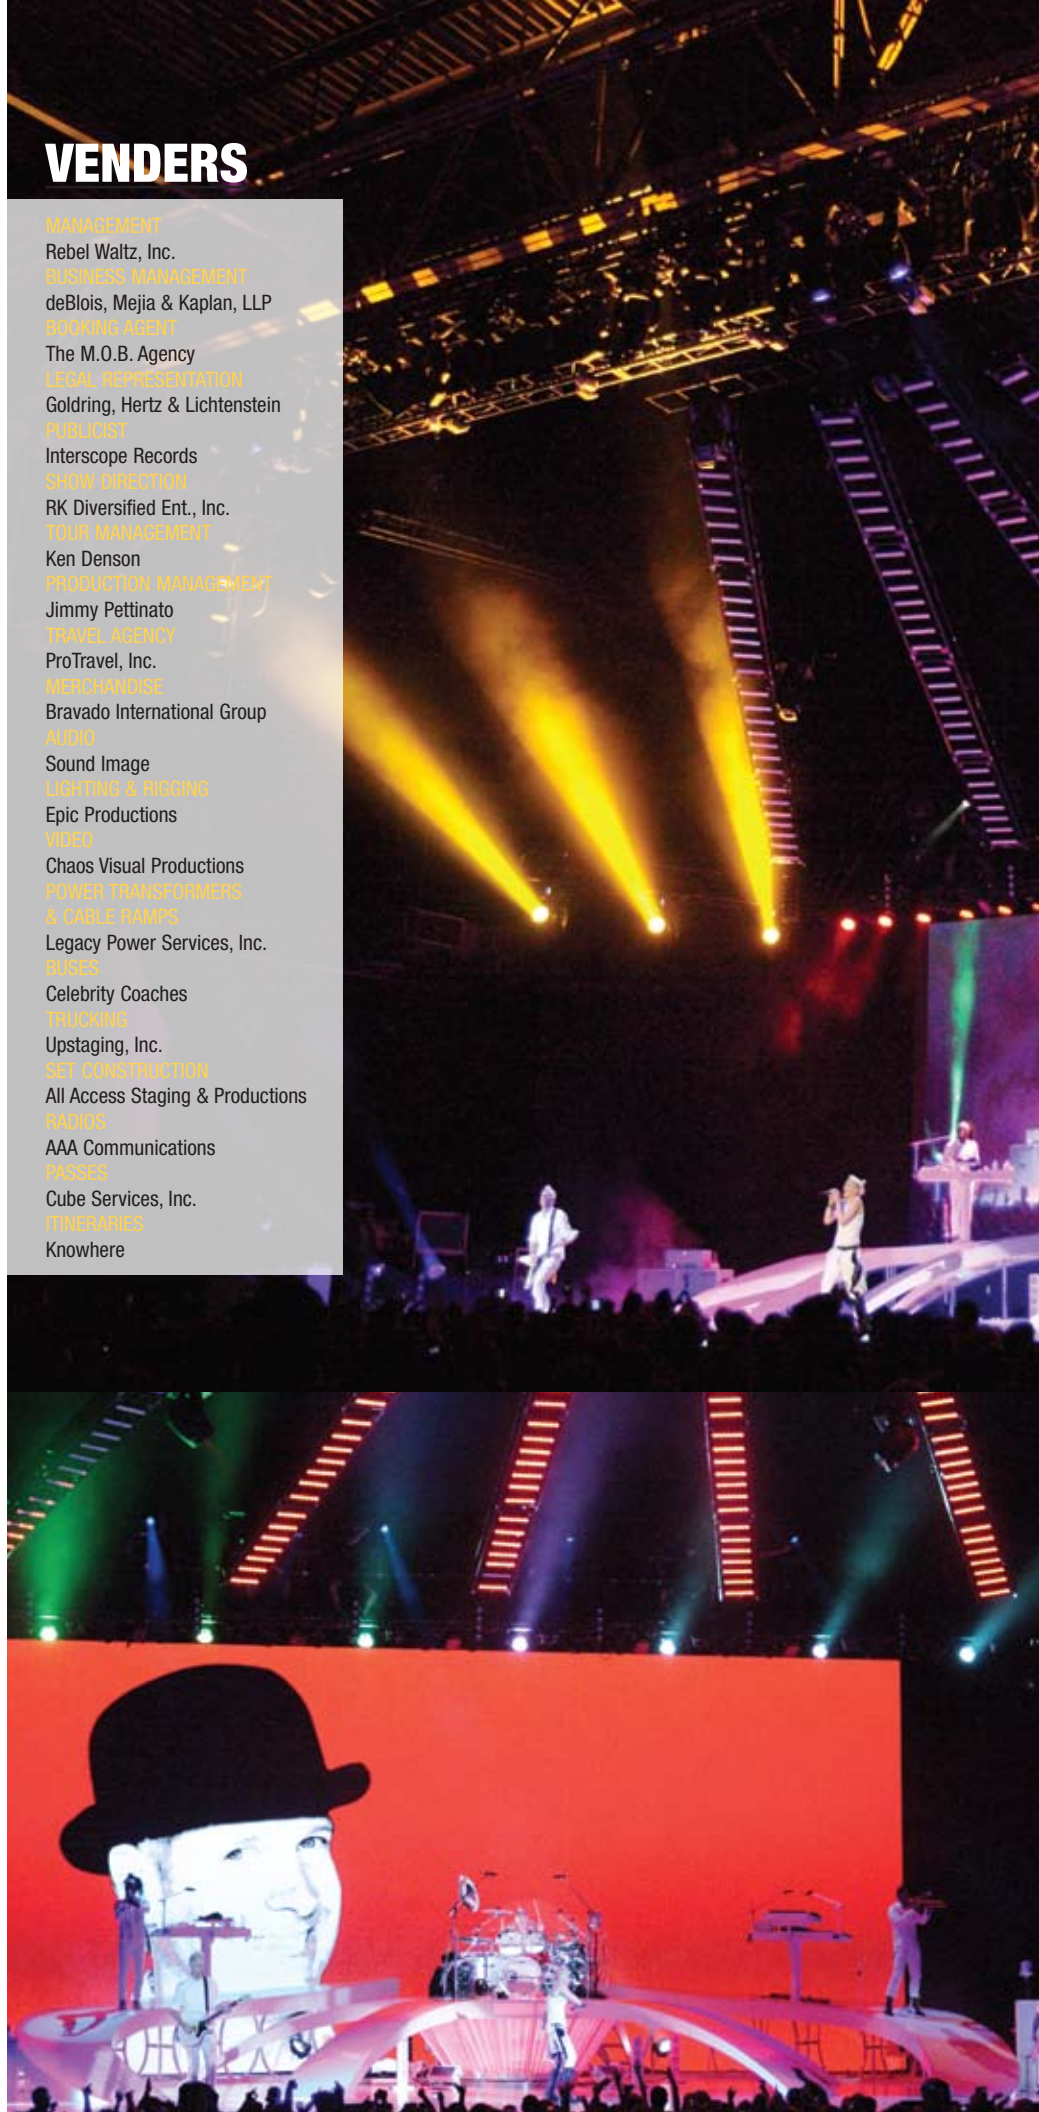 VENDERS
MANAGEMENT
Rebel Waltz, Inc.
BUSINESS MANAGEMENT
deBlois, Mejia & Kaplan, LLP
BOOKING AGENT
The M.O.B. Agency
LEGAL REPRESENTATION
Goldring, Hertz & Lichtenstein
PUBLICIST
Interscope Records
SHOW DIRECTION
RK Diversified Ent., Inc.
TOUR MANAGEMENT
Ken Denson
PRODUCTION MANAGEMENT
Jimmy Pettinato
TRAVEL AGENCY
ProTravel, Inc.
MERCHANDISE
Bravado International Group
AUDIO
Sound Image
LIGHTING & RIGGING
Epic Productions
VIDEO
Chaos Visual Productions
POWER TRANSFORMERS
& CABLE RAMPS
Legacy Power Services, Inc.
BUSES
Celebrity Coaches
TRUCKING
Upstaging, Inc.
SET CONSTRUCTION
All Access Staging & Productions
RADIOS
AAA Communications
PASSES
Cube Services, Inc.
ITINERARIES
Knowhere